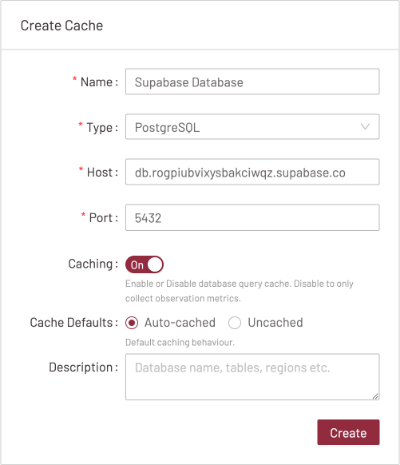 Create Cache
* Name : Supabase Database
* Type : PostgreSQL
* Host : db.rogpiubvixysbakciwqz.supabase.co
* Port : 5432
Caching : On
Enable or Disable database query cache. Disable to only
collect observation metrics.
Cache Defaults : Auto-cached Uncached
Default caching behaviour.
Description : Database name, tables, regions etc.
Create